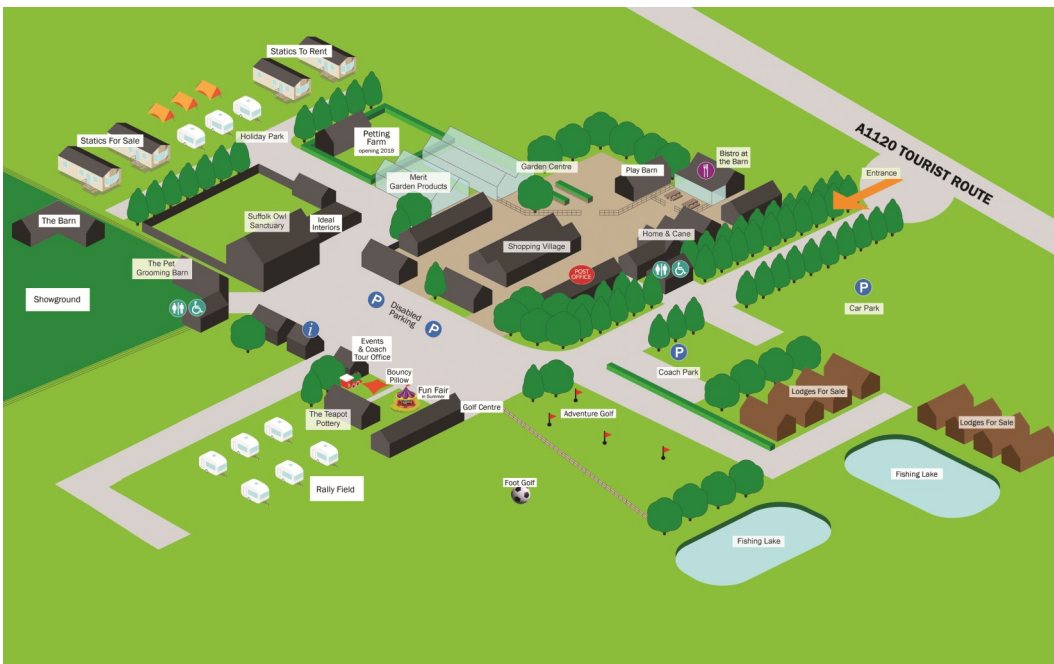 Statics To Rent
A1120 TOURIST ROUTE
Holiday Park
Petting
Farm
opening 2018
Statics For Sale
Merit
Garden Products
Garden Centre
Play Barn
Bistro at
the Barn
Entrance
The Barn
Suffolk Owl
Sanctuary
Ideal
Interiors
Shopping Village
Home & Cane
The Pet
Grooming Barn
POST
OFFICE
Showground
P
Disabled
Parking
P
P
Car Park
i
Events
& Coach
Tour Office
P
Coach Park
Bouncy
Pillow
Fun Fair
in Summer
Lodges For Sale
The Teapot
Pottery
Golf Centre
Adventure Golf
Lodges For Sale
Rally Field
Foot Golf
Fishing Lake
Fishing Lake